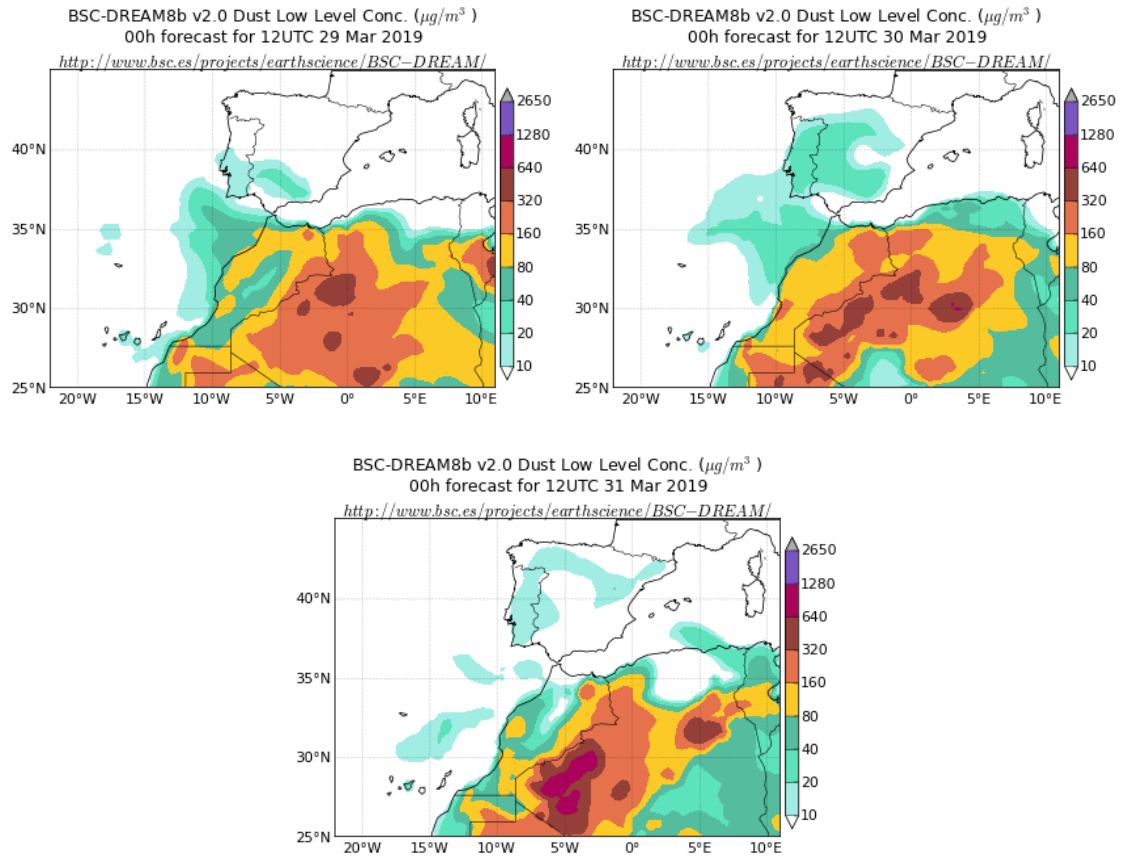 BSC-DREAM8b v2.0 Dust Low Level Conc. (μg/m³ )
00h forecast for 12UTC 29 Mar 2019
http://www.bsc.es/projects/earthscience/BSC−DREAM/
40°N
35°N
30°N
25°N
20°W 15°W 10°W 5°W 0° 5°E 10°E
2650
1280
640
320
160
80
40
20
10
BSC-DREAM8b v2.0 Dust Low Level Conc. (μg/m³ )
00h forecast for 12UTC 30 Mar 2019
http://www.bsc.es/projects/earthscience/BSC−DREAM/
40°N
35°N
30°N
25°N
20°W 15°W 10°W 5°W 0° 5°E 10°E
2650
1280
640
320
160
80
40
20
10
BSC-DREAM8b v2.0 Dust Low Level Conc. (μg/m³ )
00h forecast for 12UTC 31 Mar 2019
http://www.bsc.es/projects/earthscience/BSC−DREAM/
40°N
35°N
30°N
25°N
20°W 15°W 10°W 5°W 0° 5°E 10°E
2650
1280
640
320
160
80
40
20
10